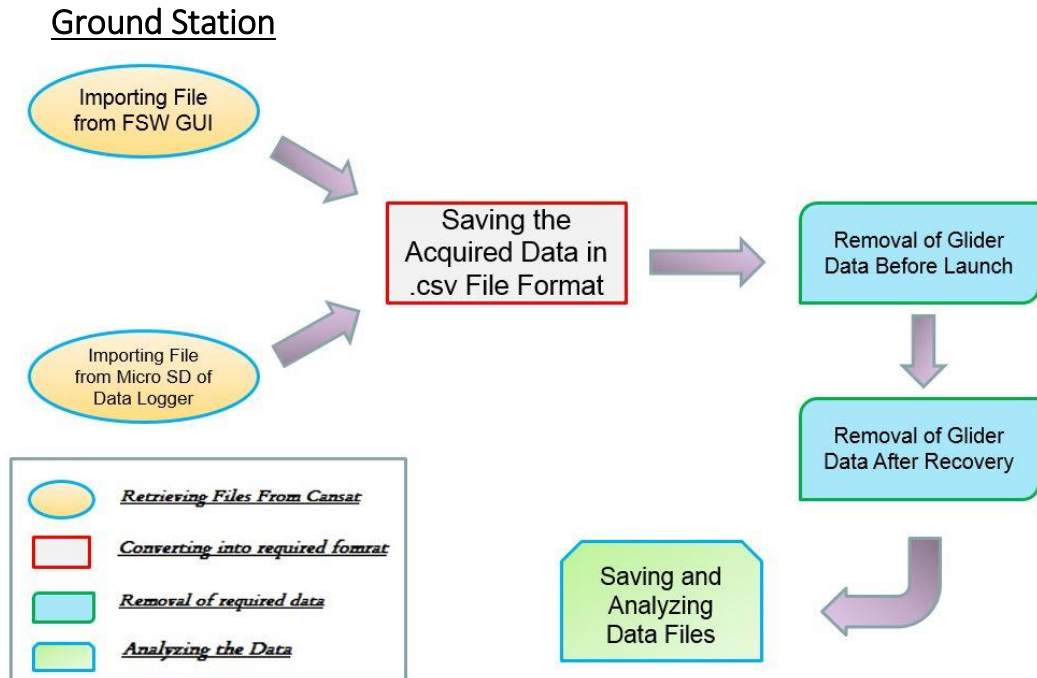 Ground Station
Importing File
from FSW GUI
Saving the
Acquired Data in
.csv File Format
Removal of Glider
Data Before Launch
Importing File
from Micro SD of
Data Logger
Removal of Glider
Data After Recovery
Saving and
Analyzing
Data Files
Retrieving Files From Cansat
Converting into required fomrat
Removal of required data
Analyzing the Data